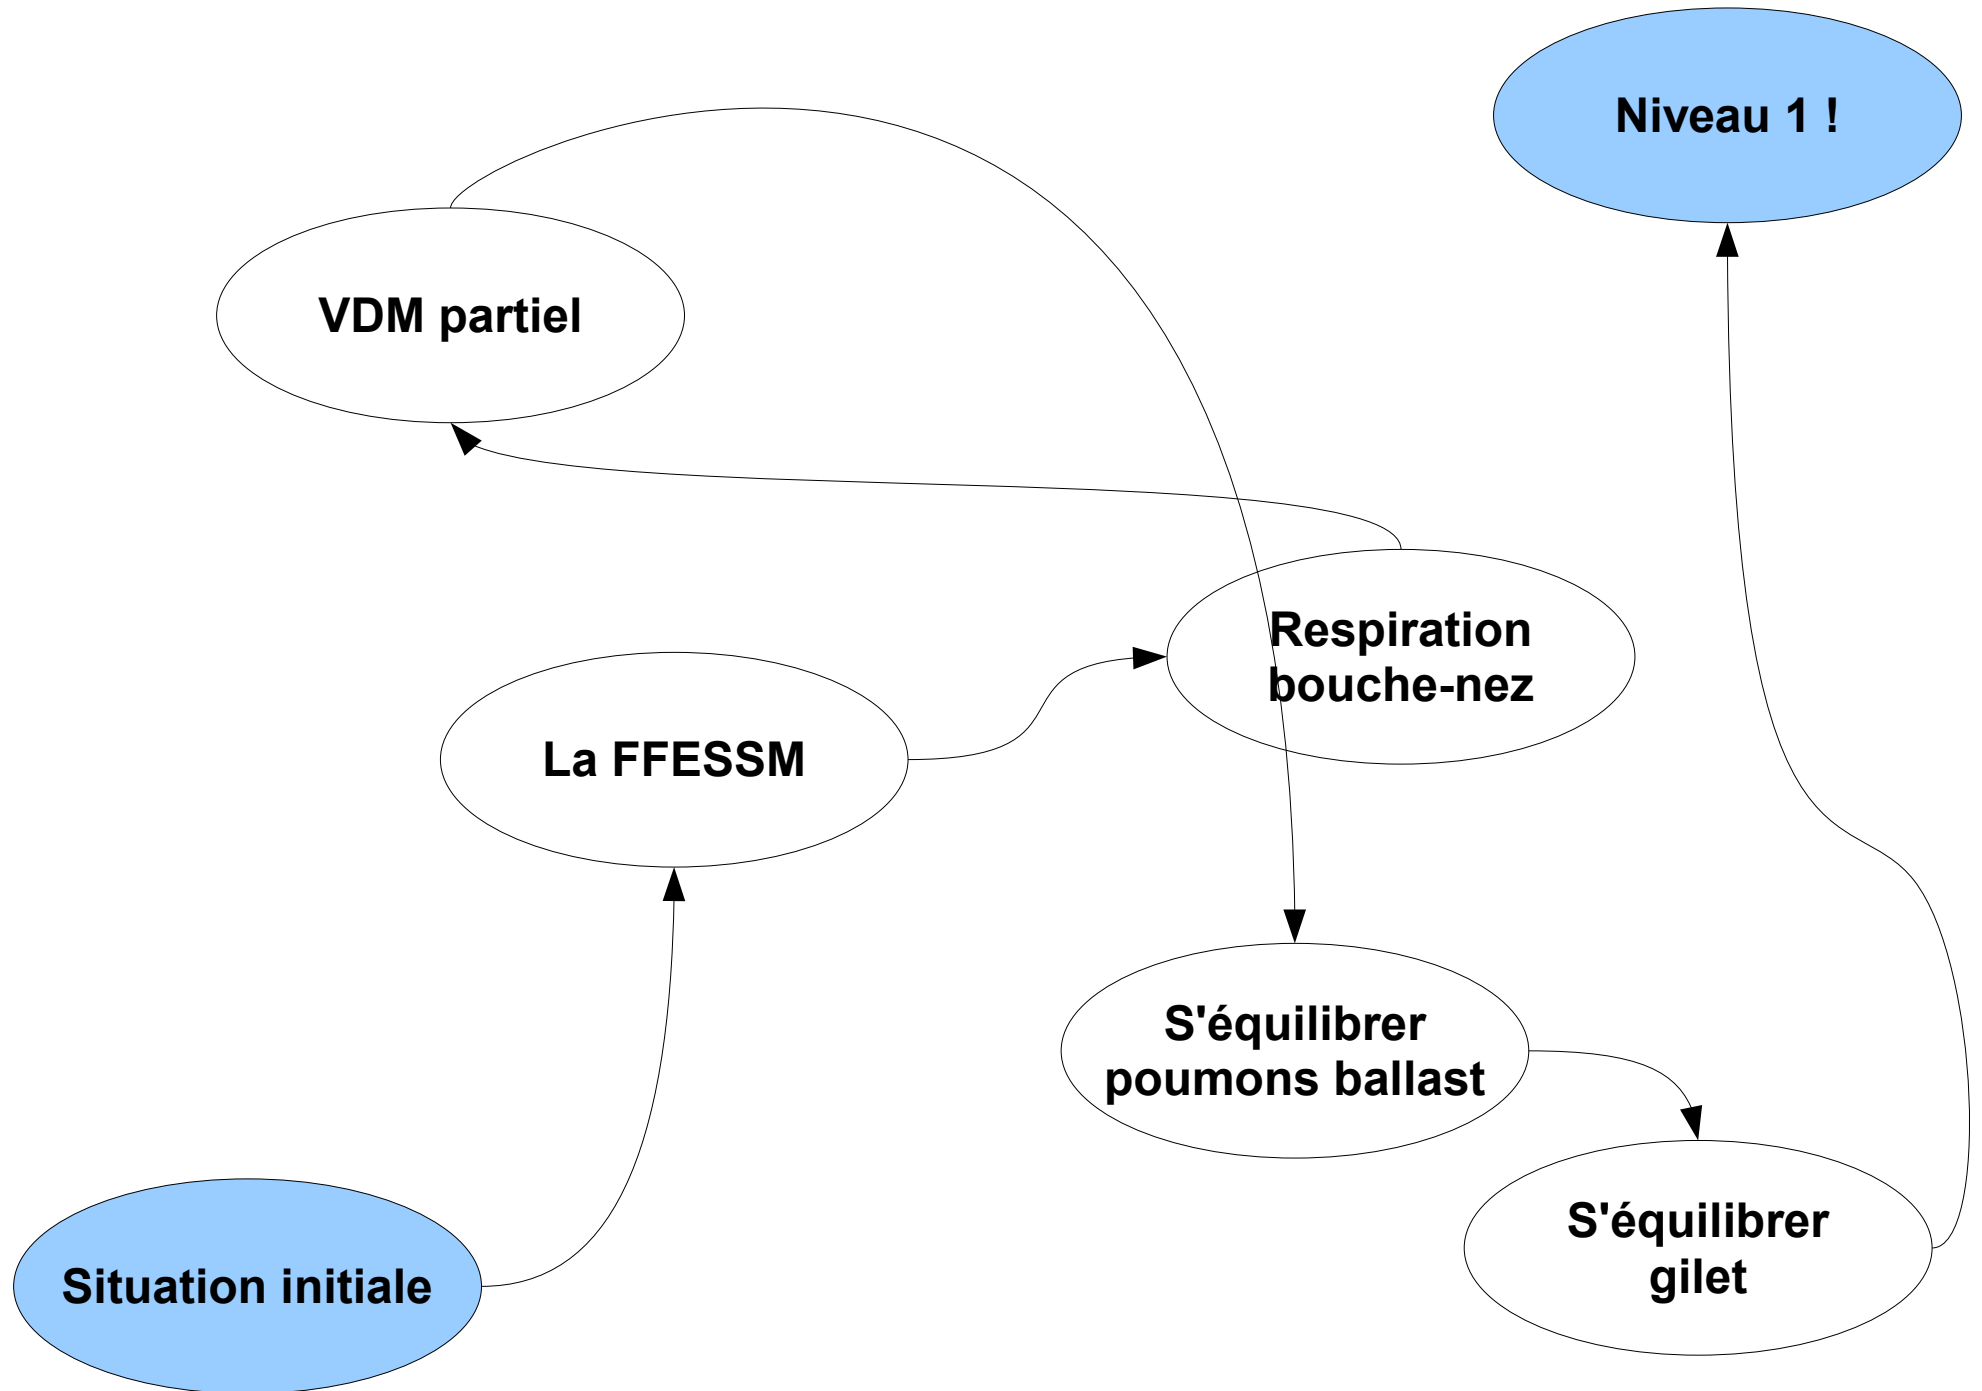 Niveau 1 !
VDM partiel
Respiration
bouche-nez
La FFESSM
S'équilibrer
poumons ballast
S'équilibrer
gilet
Situation initiale